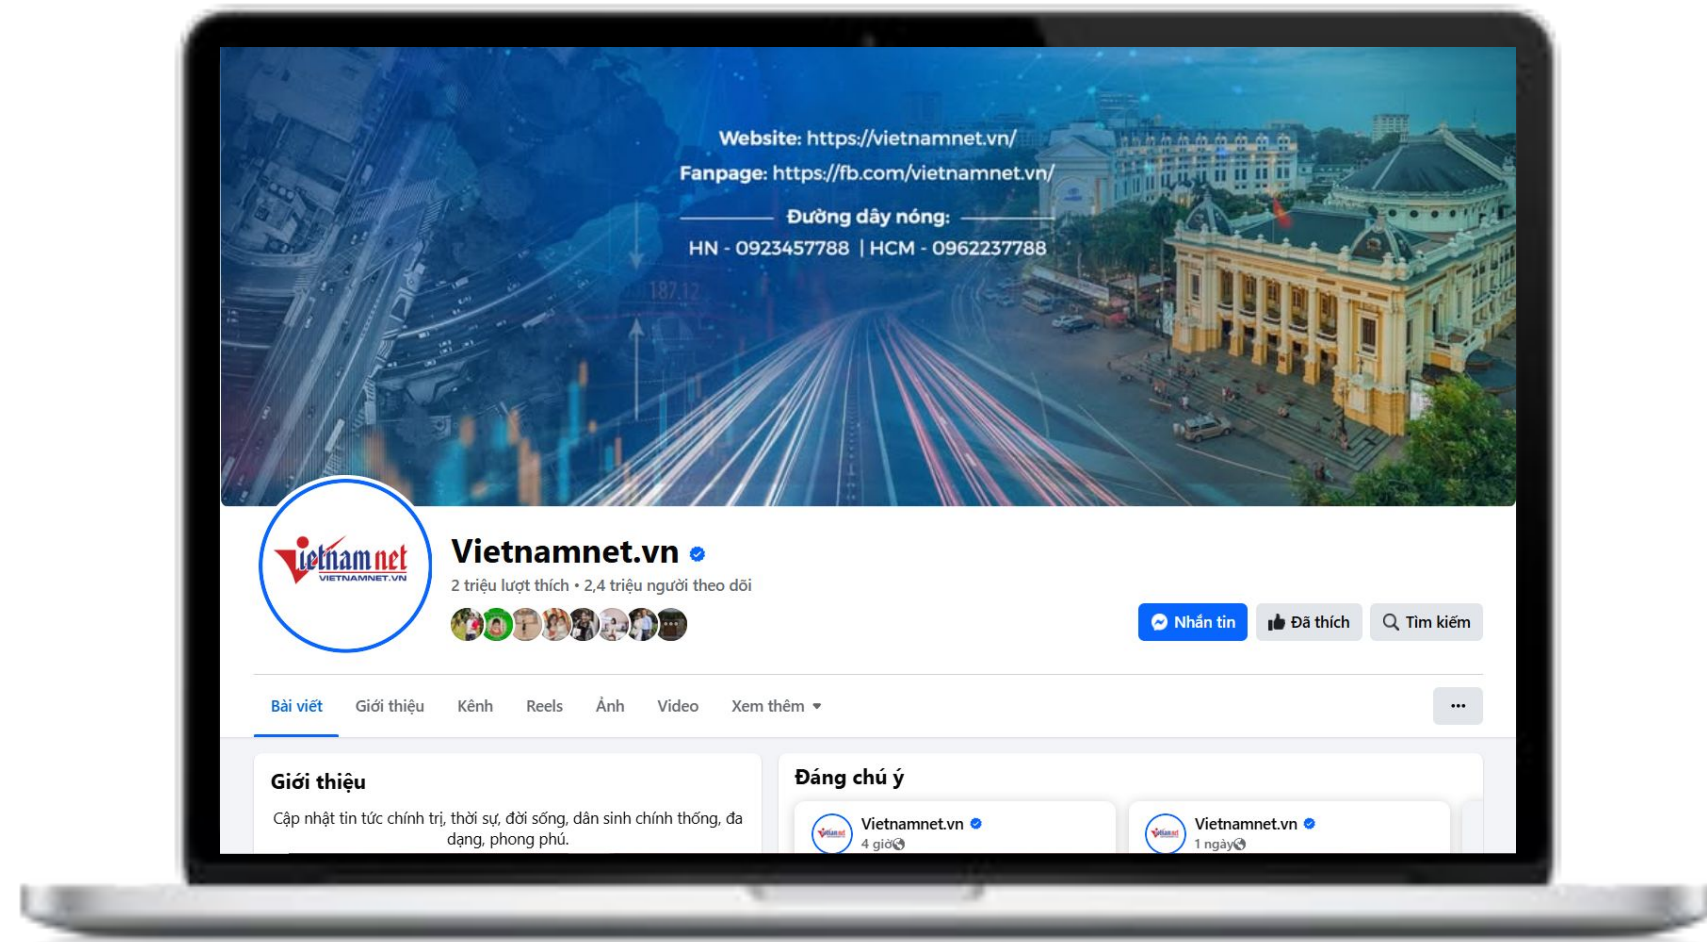 Website: https://vietnamnet.vn/
Fanpage: https://fb.com/vietnamnet.vn/
Đường dây nóng:
HN - 0923457788 | HCM - 0962237788
187.12
Vietnam net
VIETNAMNET.VN
Vietnamnet.vn
2 triệu lượt thích • 2,4 triệu người theo dõi
Nhắn tin
Đã thích
Tìm kiếm
Bài viết Giới thiệu Kênh Reels Ảnh Video Xem thêm
Giới thiệu
Cập nhật tin tức chính trị, thời sự, đời sống, dân sinh chính thống, đa
dạng, phong phú.
Đáng chú ý
Vietnamnet.vn
4 giờ
Vietnamnet.vn
1 ngày